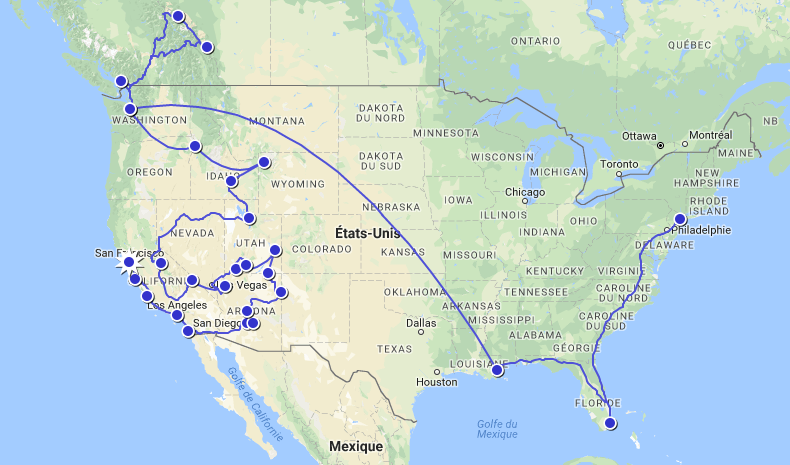 ONTARIO
QUÉBEC
WASHINGTON
MONTANA
DAKOTA
DU NORD
MINNESOTA
NB
Ottawa
Montréal
MAINE
OREGON
IDAHO
DAKOTA
DU SUD
WISCONSIN
MICHIGAN
Toronto
NEW
HAMPSHIRE
WYOMING
Chicago
RHODE
ISLAND
NEBRASKA
IOWA
ILLINOIS
OHIO
NEVADA
États-Unis
INDIANA
Philadelphie
UTAH
COLORADO
KANSAS
MISSOURI
DELAWARE
San Francisco
CALIFORNIE
Vegas
KENTUCKY
VIRGINIE
Los Angeles
OKLAHOMA
TENNESSEE
CAROLINE
DU NORD
ARIZONA
ARKANSAS
San Diego
Dallas
MISSISSIPPI
CAROLINE
DU SUD
TEXAS
ALABAMA
GÉORGIE
LOUISIANE
Houston
Golfe de Californie
FLORIDE
Golfe du
Mexique
Mexique